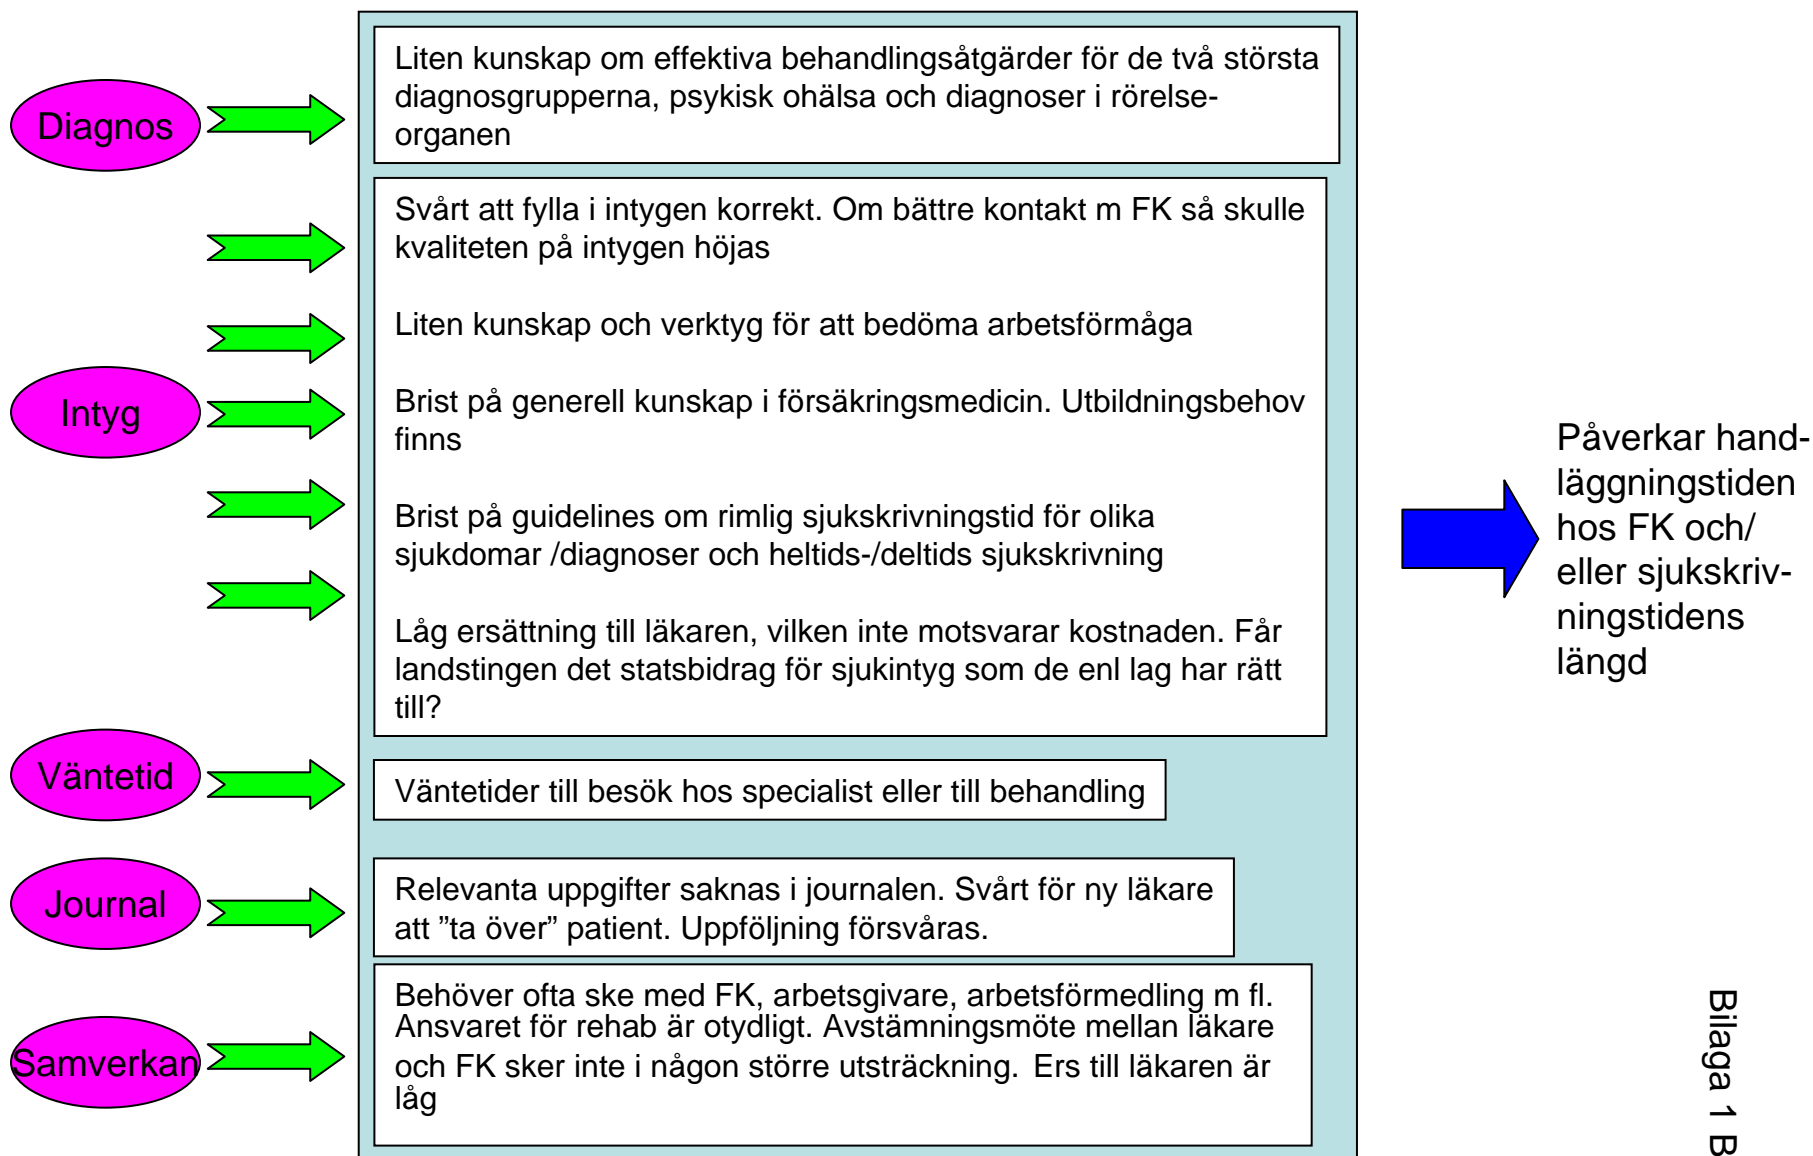 Diagnos
Liten kunskap om effektiva behandlingsåtgärder för de två största
diagnosgrupperna, psykisk ohälsa och diagnoser i rörelse-
organen
Intyg
Svårt att fylla i intygen korrekt. Om bättre kontakt m FK så skulle
kvaliteten på intygen höjas
Liten kunskap och verktyg för att bedöma arbetsförmåga
Brist på generell kunskap i försäkringsmedicin. Utbildningsbehov
finns
Brist på guidelines om rimlig sjukskrivningstid för olika
sjukdomar /diagnoser och heltids-/deltids sjukskrivning
Låg ersättning till läkaren, vilken inte motsvarar kostnaden. Får
landstingen det statsbidrag för sjukintyg som de enl lag har rätt
till?
Väntetid
Väntetider till besök hos specialist eller till behandling
Journal
Relevanta uppgifter saknas i journalen. Svårt för ny läkare
att ”ta över” patient. Uppföljning försvåras.
Samverkan
Behöver ofta ske med FK, arbetsgivare, arbetsförmedling m fl.
Ansvaret för rehab är otydligt. Avstämningsmöte mellan läkare
och FK sker inte i någon större utsträckning. Ers till läkaren är
låg
Påverkar hand-
läggningstiden
hos FK och/
eller sjukskriv-
ningstidens
längd
Bilaga 1 B